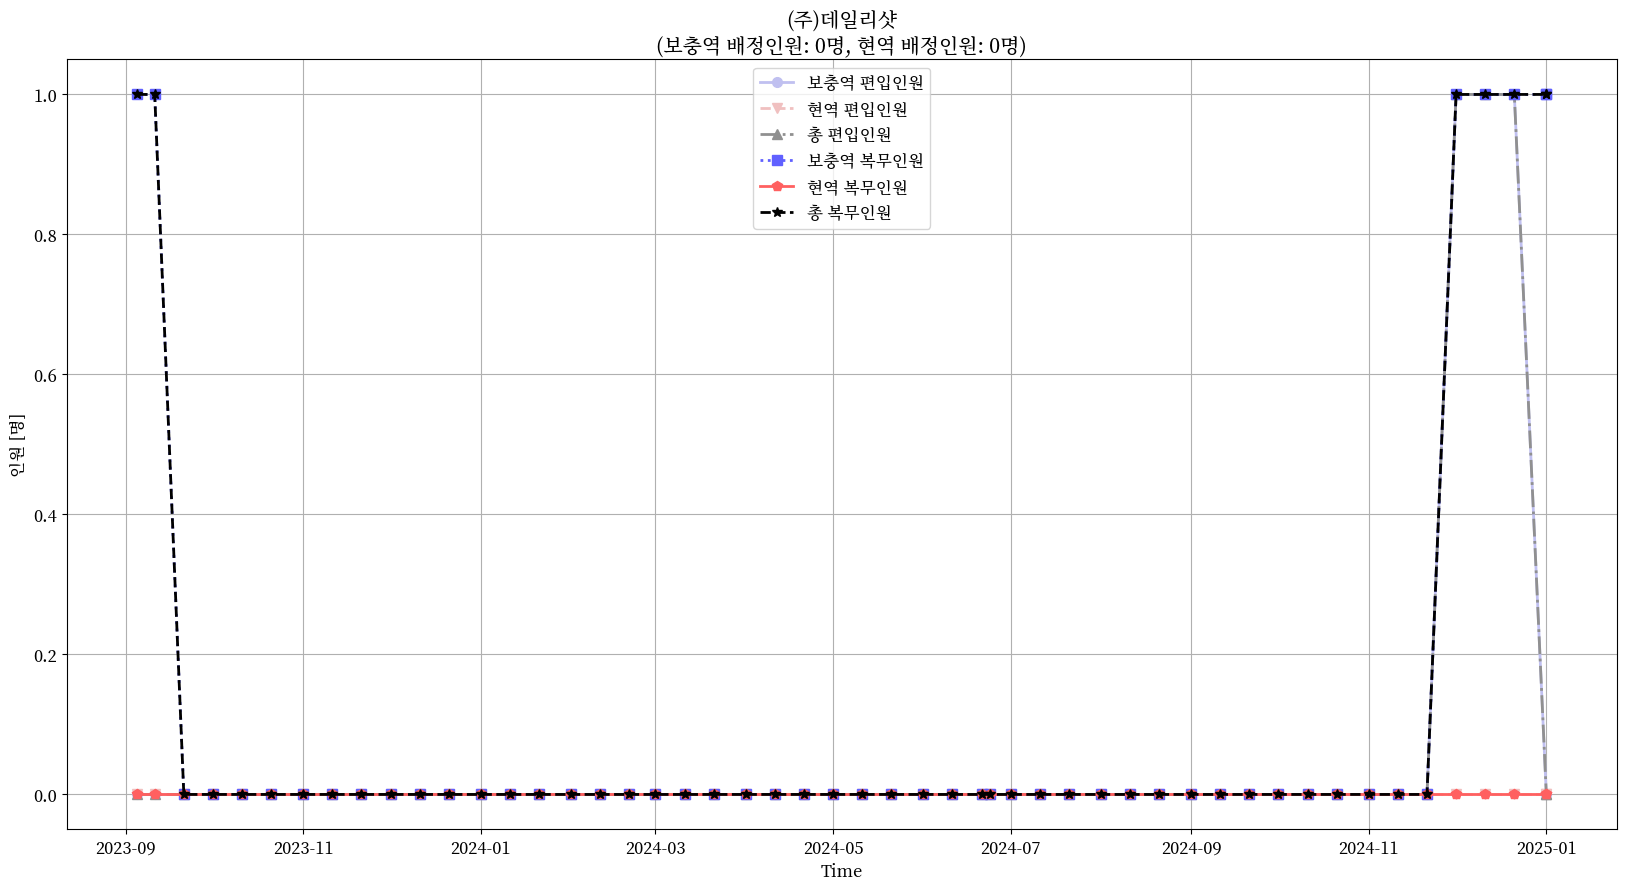 (주)데일리샷
(보충역 배정인원: 0명, 현역 배정인원: 0명)
보충역 편입인원
현역 편입인원
총 편입인원
보충역 복무인원
현역 복무인원
총 복무인원
인원 [명]
1.0
0.8
0.6
0.4
0.2
0.0
2023-09
2023-11
2024-01
2024-03
2024-05
2024-07
2024-09
2024-11
2025-01
Time